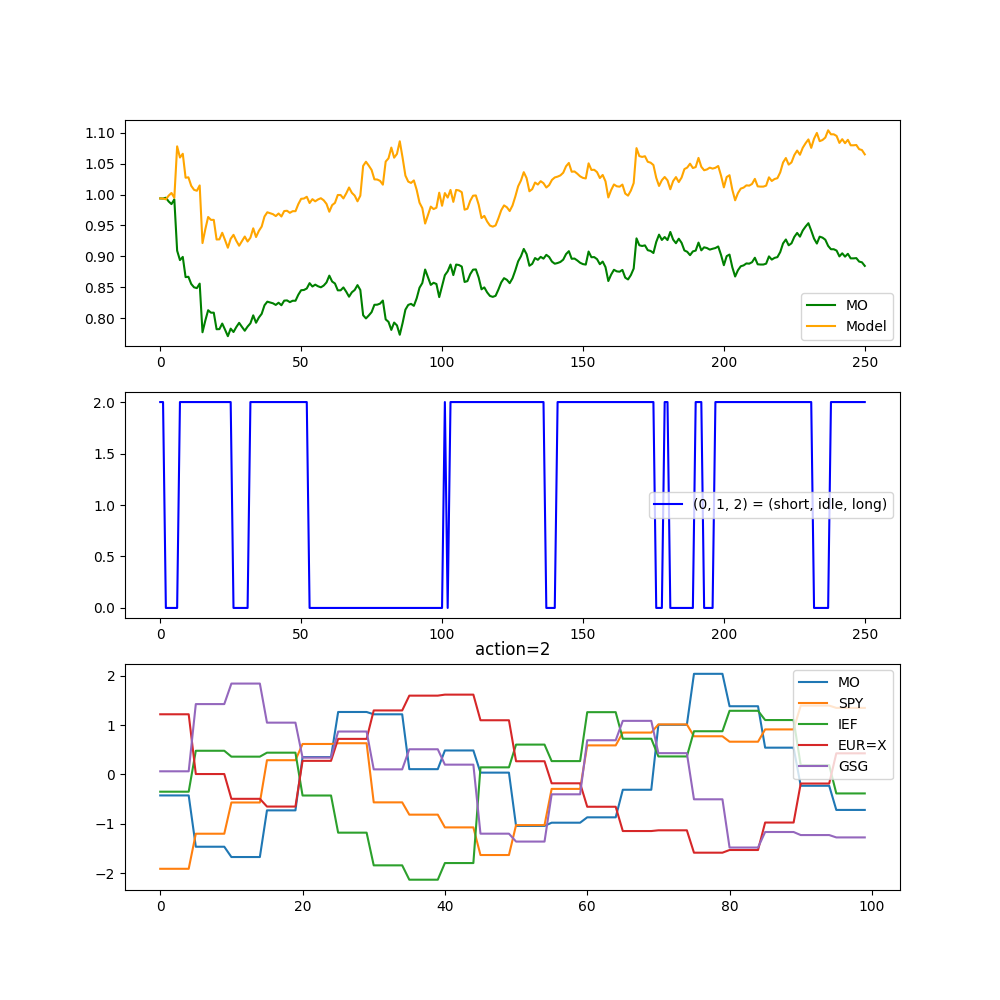 1.10
1.05
1.00
0.95
0.90
0.85
0.80
MO
Model
0 50 100 150 200 250
2.0
1.5
1.0
0.5
0.0
(0, 1, 2) = (short, idle, long)
0 50 100 150 200 250
action=2
2
1
0
−1
−2
MO
SPY
IEF
EUR=X
GSG
0 20 40 60 80 100